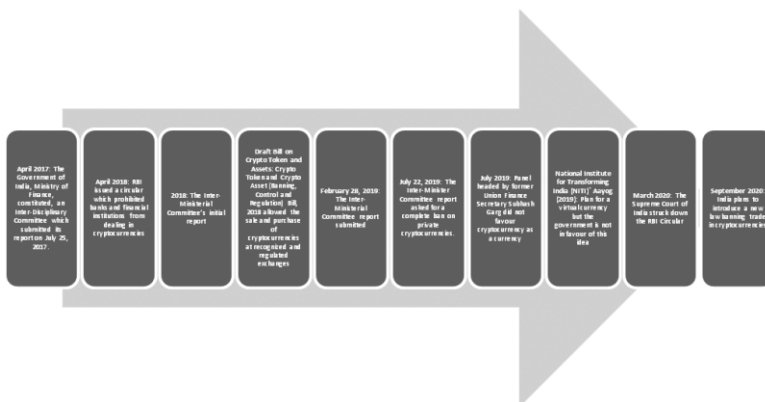 April 2017: The
Government of
India, Ministry of
Finance,
constituted, an
Inter-Disciplinary
Committee which
submitted its
report on July 25,
2017.
April 2018: RBI
issued a circular
which prohibited
banks and financial
institutions from
dealing in
cryptocurrencies
2018: The Inter-
Ministerial
Committee's initial
report
Draft Bill on
Crypto Token and
Assets: Crypto
Token and Crypto
Asset (Banning,
Control and
Regulation) Bill,
2018 allowed the
sale and purchase
of
cryptocurrencies
at recognized and
regulated
exchanges
February 28, 2019:
The Inter-
Ministerial
Committee report
submitted
July 22, 2019: The
Inter-Minister
Committee report
asked for a
complete ban on
private
cryptocurrencies.
July 2019: Panel
headed by former
Union Finance
Secretary Subhash
Garg did not
favour
cryptocurrency as
a currency
National Institute
for Transforming
India (NITI)' Aayog
(2019): Plan for a
virtual currency
but the
government is not
in favour of this
idea
March 2020: The
Supreme Court of
India struck down
the RBI Circular
September 2020:
India plans to
introduce a new
law banning trade
in cryptocurrencies